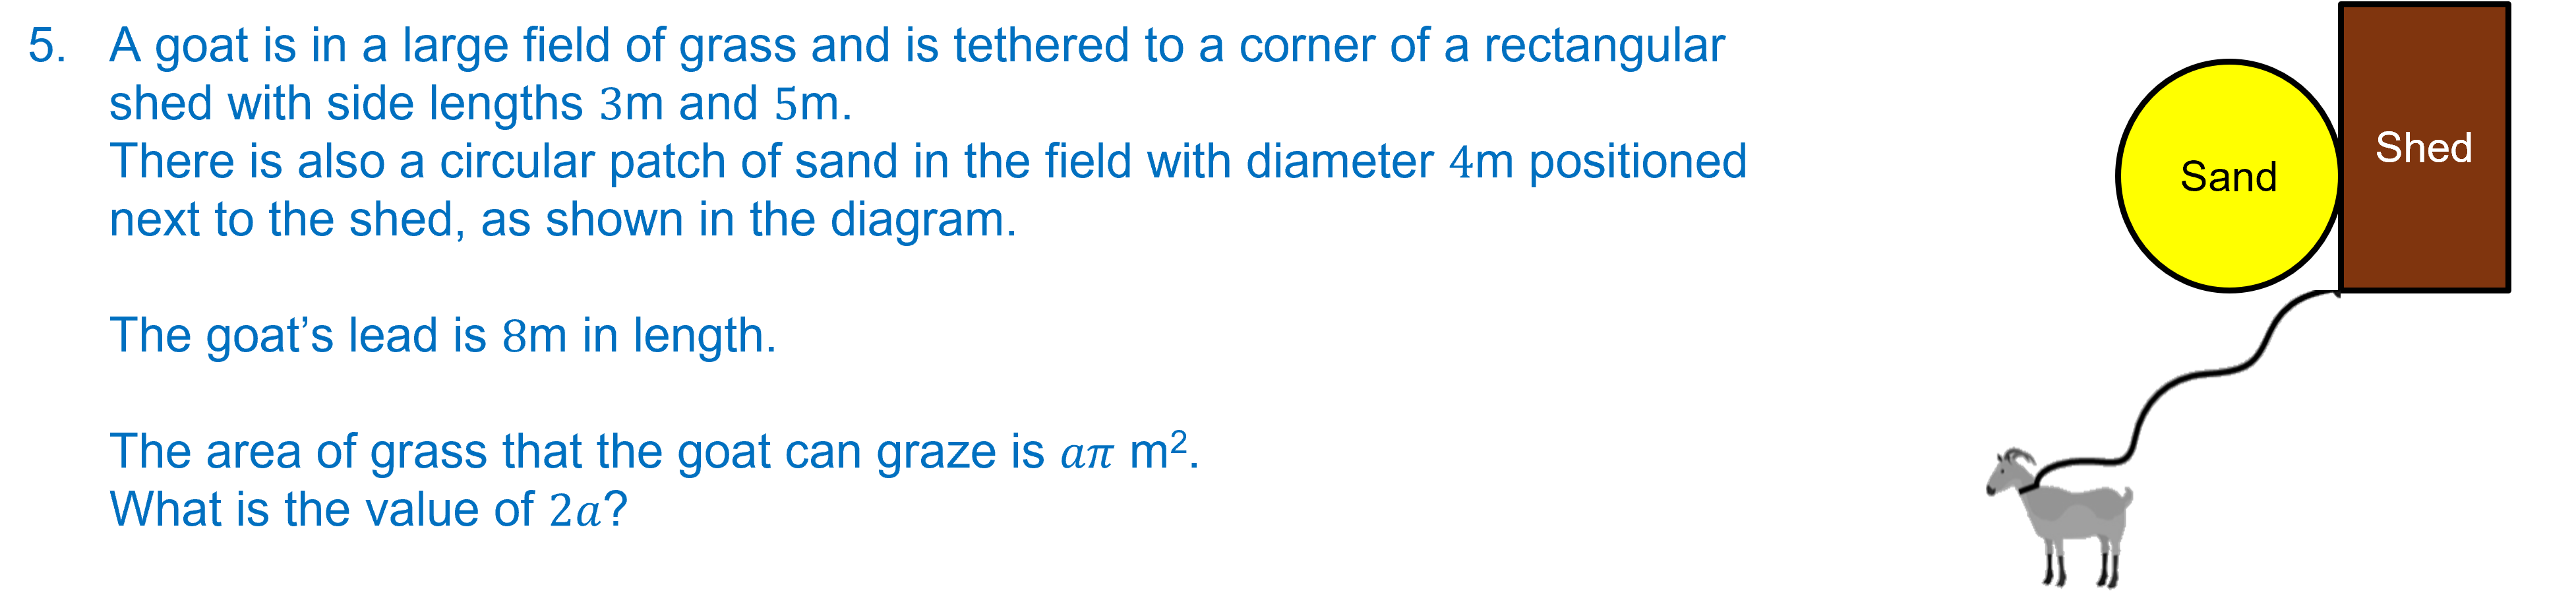 5. A goat is in a large field of grass and is tethered to a corner of a rectangular
shed with side lengths 3m and 5m.
There is also a circular patch of sand in the field with diameter 4m positioned
next to the shed, as shown in the diagram.
The goat’s lead is 8m in length.
The area of grass that the goat can graze is 𝑎𝜋 m².
What is the value of 2𝑎?
Sand
Shed